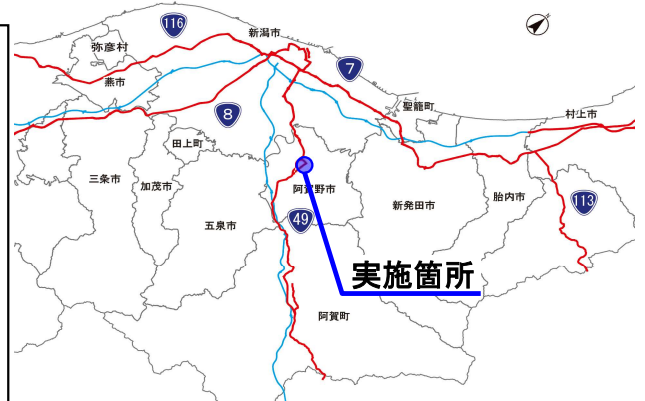 116
新潟市
弥彦村
7
燕市
聖籠町
8
村上市
田上町
三条市
加茂市
阿賀野市
胎内市
113
新発田市
49
五泉市
実施箇所
阿賀町